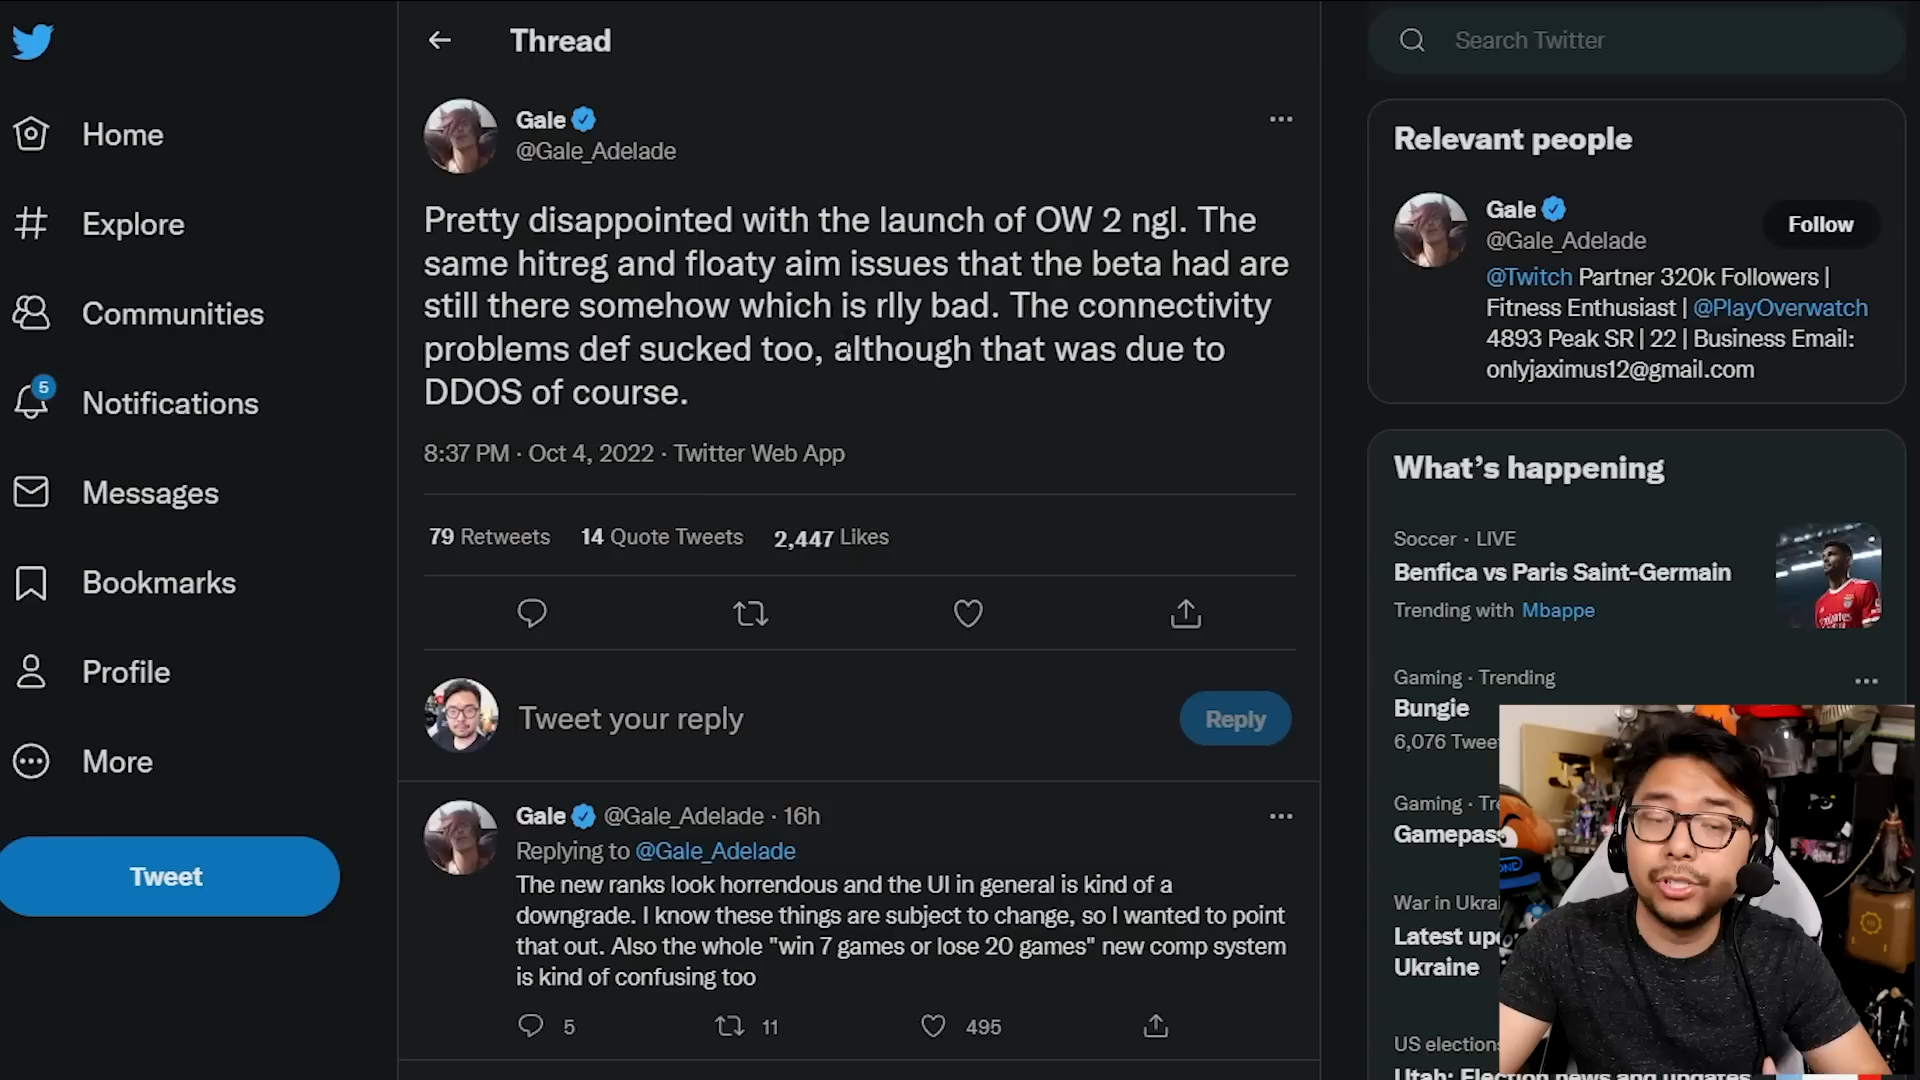 Home
Explore
Communities
5
Notifications
Messages
Bookmarks
Profile
More
Tweet
Thread
Gale
@Gale_Adelade
Pretty disappointed with the launch of OW 2 ngl. The
same hitreg and floaty aim issues that the beta had are
still there somehow which is rlly bad. The connectivity
problems def sucked too, although that was due to
DDOS of course.
8:37 PM · Oct 4, 2022 · Twitter Web App
79 Retweets 14 Quote Tweets 2,447 Likes
Tweet your reply
Reply
Gale @Gale_Adelade · 16h
Replying to @Gale_Adelade
The new ranks look horrendous and the UI in general is kind of a
downgrade. I know these things are subject to change, so I wanted to point
that out. Also the whole "win 7 games or lose 20 games" new comp system
is kind of confusing too
5 11 495
Search Twitter
Relevant people
Gale
@Gale_Adelade
Follow
@Twitch Partner 320k Followers |
Fitness Enthusiast | @PlayOverwatch
4893 Peak SR | 22 | Business Email:
onlyjaximus12@gmail.com
What's happening
Soccer · LIVE
Benfica vs Paris Saint-Germain
Trending with Mbappe
Gaming · Trending
Bungie
6,076 Twee
Gaming · Tre
Gamepass
War in Ukrai
Latest up
Ukraine
US elections
Utah: Election news and updates